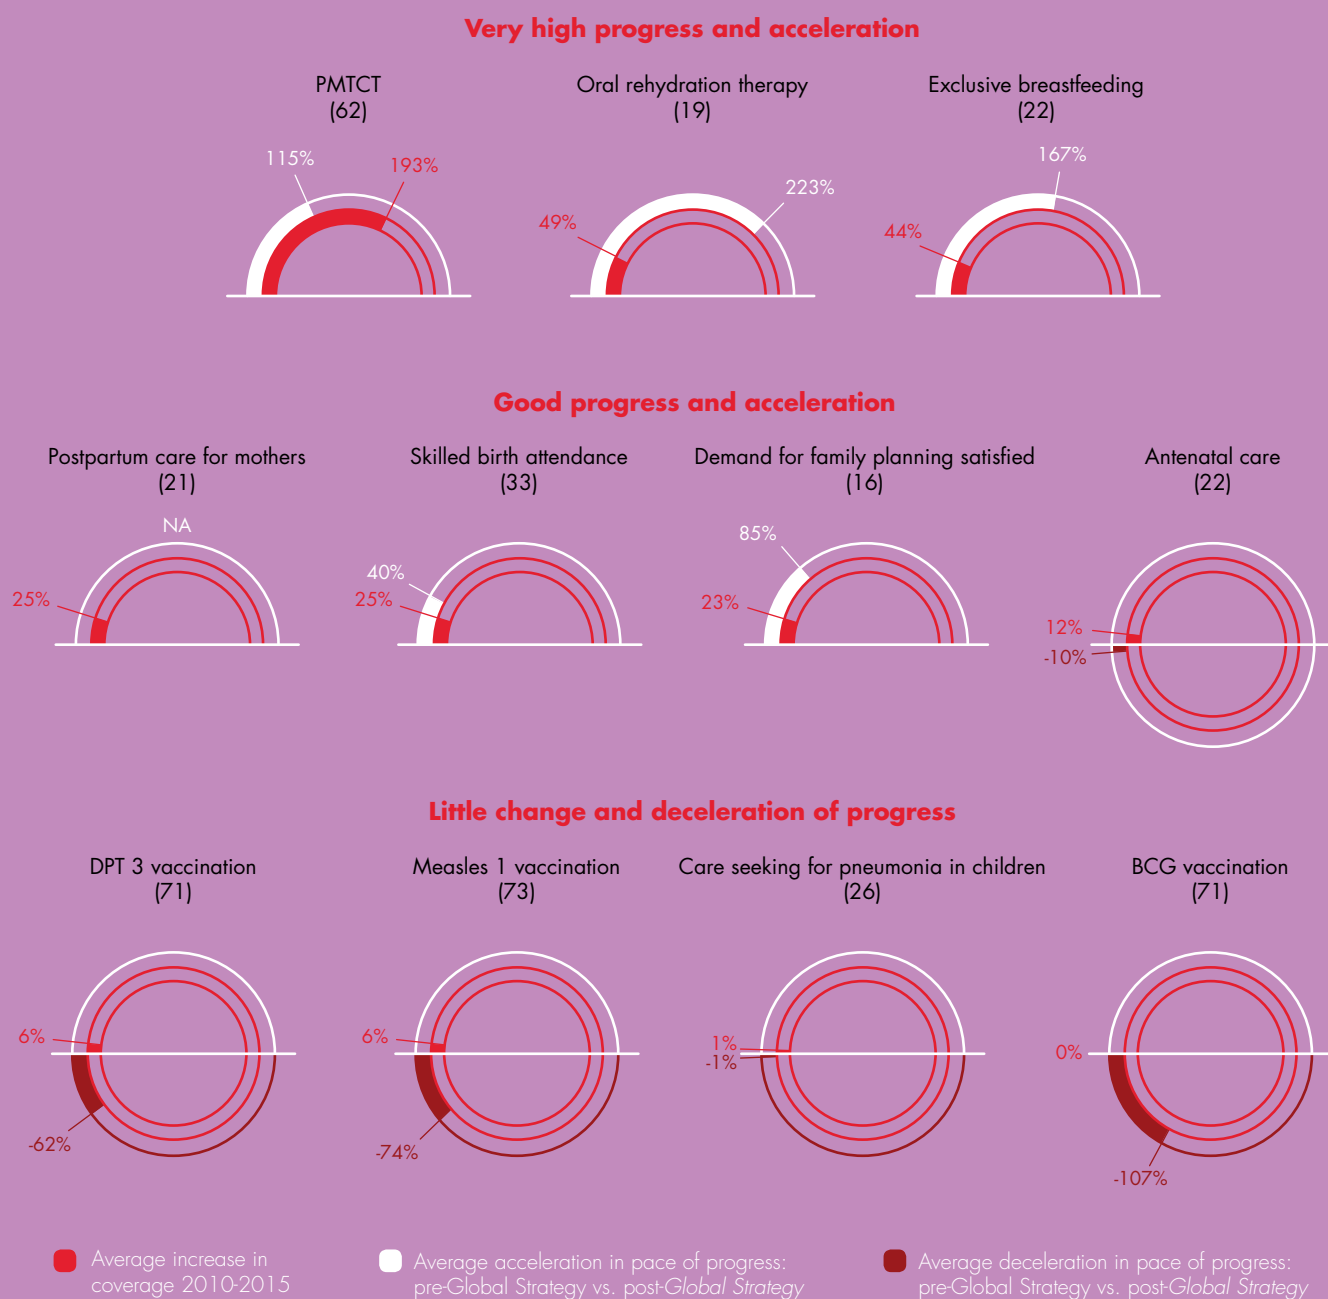 Very high progress and acceleration
PMTCT
(62)
115%
193%
Oral rehydration therapy
(19)
49%
223%
Exclusive breastfeeding
(22)
44%
167%
Good progress and acceleration
Postpartum care for mothers
(21)
NA
25%
Skilled birth attendance
(33)
40%
25%
Demand for family planning satisfied
(16)
85%
23%
Antenatal care
(22)
12%
-10%
Little change and deceleration of progress
DPT 3 vaccination
(71)
6%
-62%
Measles 1 vaccination
(73)
6%
-74%
Care seeking for pneumonia in children
(26)
1%
-1%
BCG vaccination
(71)
0%
-107%
Average increase in
coverage 2010-2015
Average acceleration in pace of progress:
pre-Global Strategy vs. post-Global Strategy
Average deceleration in pace of progress:
pre-Global Strategy vs. post-Global Strategy